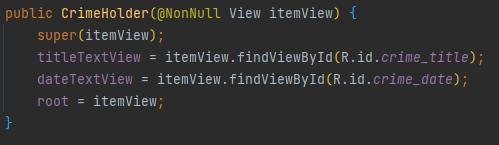 public CrimeHolder(@NonNull View itemView) {
    super(itemView);
    titleTextView = itemView.findViewById(R.id.crime_title);
    dateTextView = itemView.findViewById(R.id.crime_date);
    root = itemView;
}